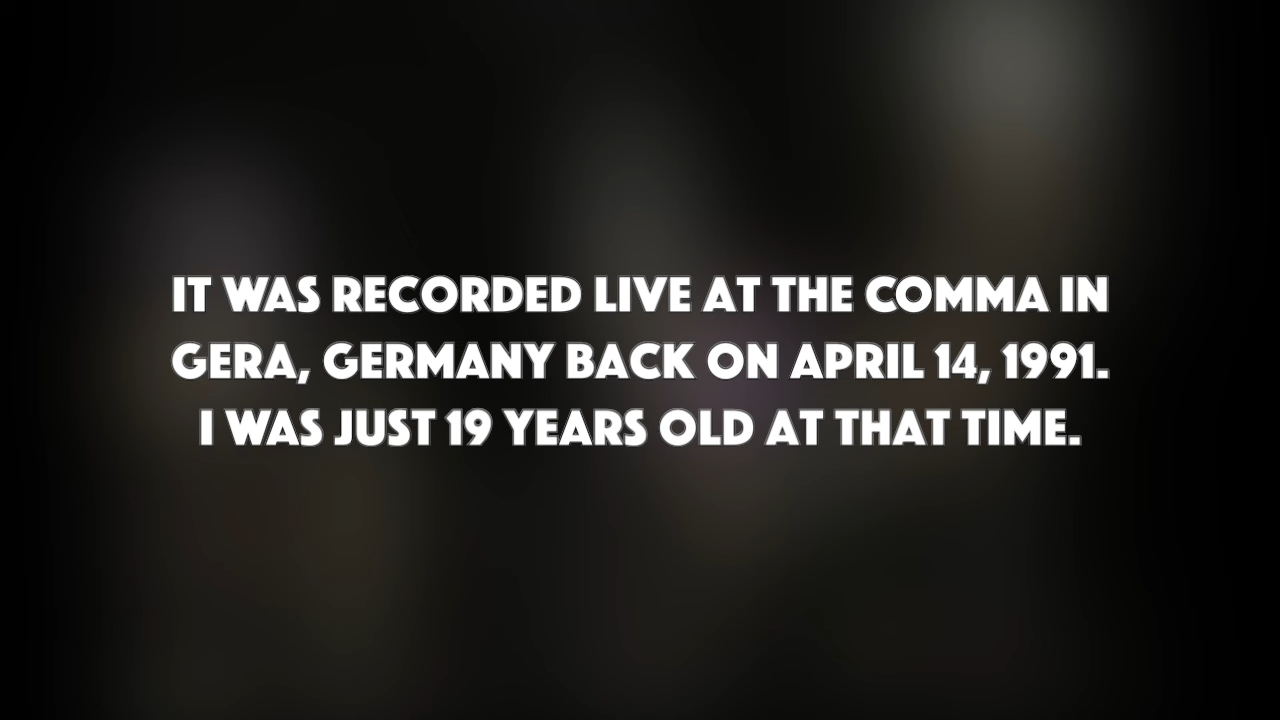 IT WAS RECORDED LIVE AT THE COMMA IN
GERA, GERMANY BACK ON APRIL 14, 1991.
I WAS JUST 19 YEARS OLD AT THAT TIME.